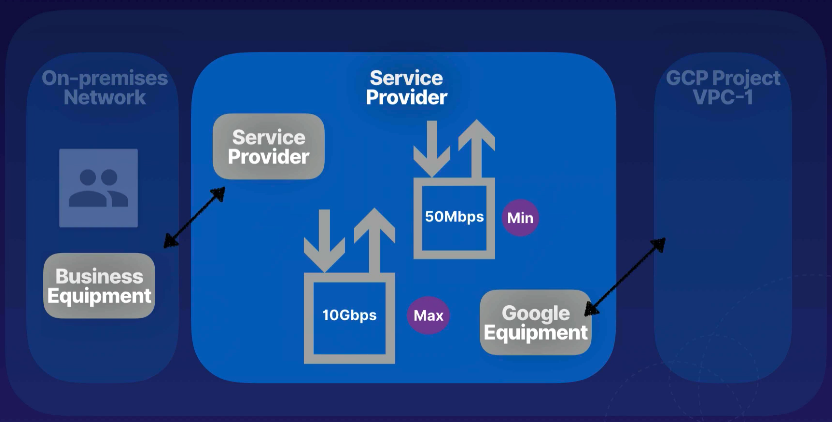 On-premises
Network
Service
Provider
GCP Project
VPC-1
Service
Provider
50Mbps
Min
Business
Equipment
10Gbps
Max
Google
Equipment